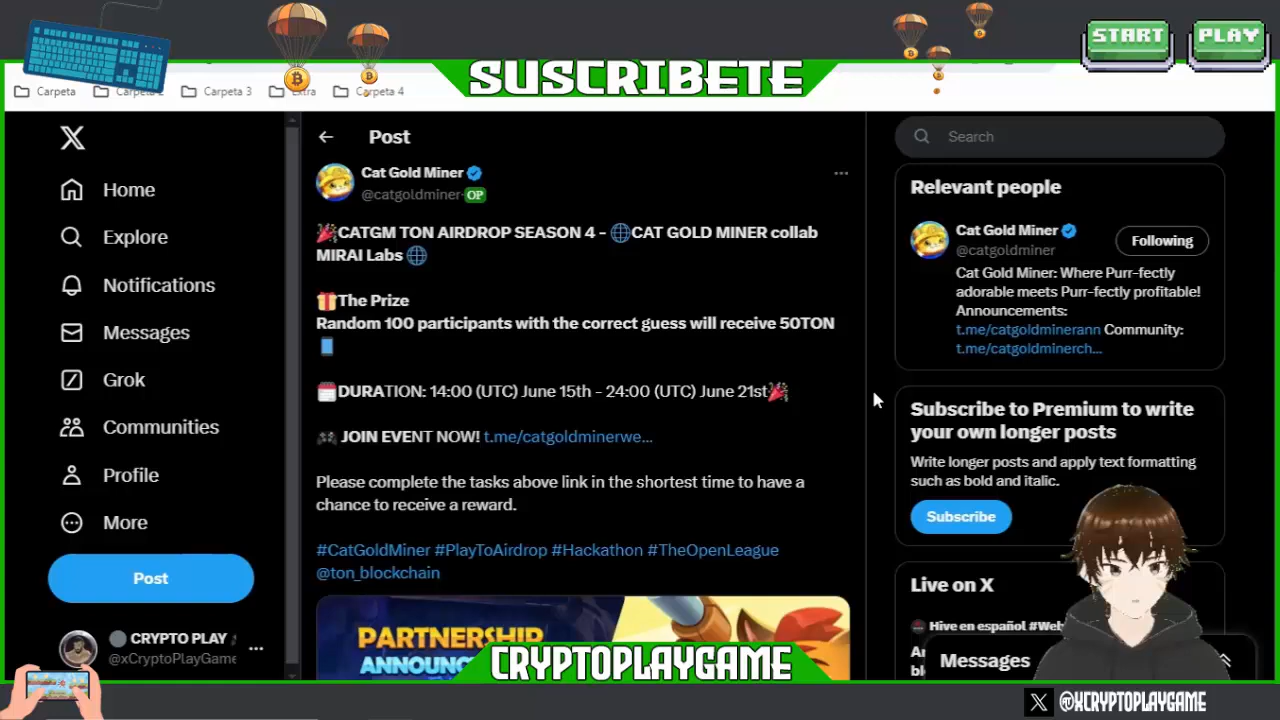 START
PLAY
SUSCRIBETE
Carpeta
Carpeta 2
Carpeta 3
Extra
Carpeta 4
X
Home
Explore
Notifications
Messages
Grok
Communities
Profile
More
Post
CRYPTO PLAY
@xCryptoPlayGame
Post
Cat Gold Miner
@catgoldminer·OP
CATGM TON AIRDROP SEASON 4 - CAT GOLD MINER collab
MIRAI Labs
The Prize
Random 100 participants with the correct guess will receive 50TON
DURATION: 14:00 (UTC) June 15th - 24:00 (UTC) June 21st
JOIN EVENT NOW! t.me/catgoldminerwe...
Please complete the tasks above link in the shortest time to have a
chance to receive a reward.
#CatGoldMiner #PlayToAirdrop #Hackathon #TheOpenLeague
@ton_blockchain
PARTNERSHIP
Search
Relevant people
Cat Gold Miner
@catgoldminer
Following
Cat Gold Miner: Where Purr-fectly
adorable meets Purr-fectly profitable!
Announcements:
t.me/catgoldminerann Community:
t.me/catgoldminerch...
Subscribe to Premium to write
your own longer posts
Write longer posts and apply text formatting
such as bold and italic.
Subscribe
Live on X
Hive en español #Web
Messages
CRYPTOPLAYGAME
X @XCRYPTOPLAYGAME